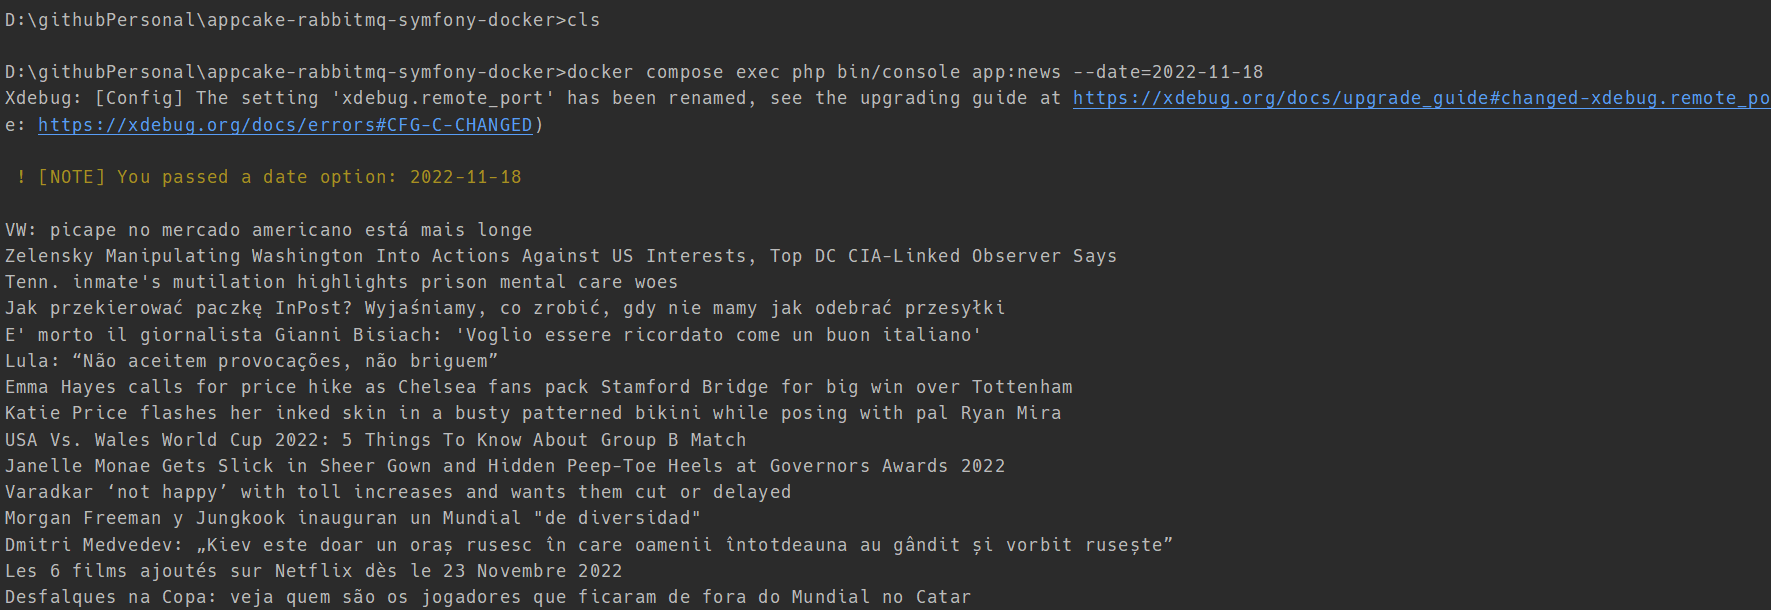 D:\githubPersonal\appcake-rabbitmq-symfony-docker>cls
D:\githubPersonal\appcake-rabbitmq-symfony-docker>docker compose exec php bin/console app:news --date=2022-11-18
Xdebug: [Config] The setting 'xdebug.remote_port' has been renamed, see the upgrading guide at https://xdebug.org/docs/upgrade_guide#changed-xdebug.remote_po
e: https://xdebug.org/docs/errors#CFG-C-CHANGED)
! [NOTE] You passed a date option: 2022-11-18
VW: picape no mercado americano está mais longe
Zelensky Manipulating Washington Into Actions Against US Interests, Top DC CIA-Linked Observer Says
Tenn. inmate's mutilation highlights prison mental care woes
Jak przekierować paczkę InPost? Wyjaśniamy, co zrobić, gdy nie mamy jak odebrać przesyłki
E' morto il giornalista Gianni Bisiach: 'Voglio essere ricordato come un buon italiano'
Lula: “Não aceitem provocações, não briguem”
Emma Hayes calls for price hike as Chelsea fans pack Stamford Bridge for big win over Tottenham
Katie Price flashes her inked skin in a busty patterned bikini while posing with pal Ryan Mira
USA Vs. Wales World Cup 2022: 5 Things To Know About Group B Match
Janelle Monae Gets Slick in Sheer Gown and Hidden Peep-Toe Heels at Governors Awards 2022
Varadkar ‘not happy’ with toll increases and wants them cut or delayed
Morgan Freeman y Jungkook inauguran un Mundial "de diversidad"
Dmitri Medvedev: „Kiev este doar un oraș rusesc în care oamenii întotdeauna au gândit și vorbit rusește”
Les 6 films ajoutés sur Netflix dès le 23 Novembre 2022
Desfalques na Copa: veja quem são os jogadores que ficaram de fora do Mundial no Catar